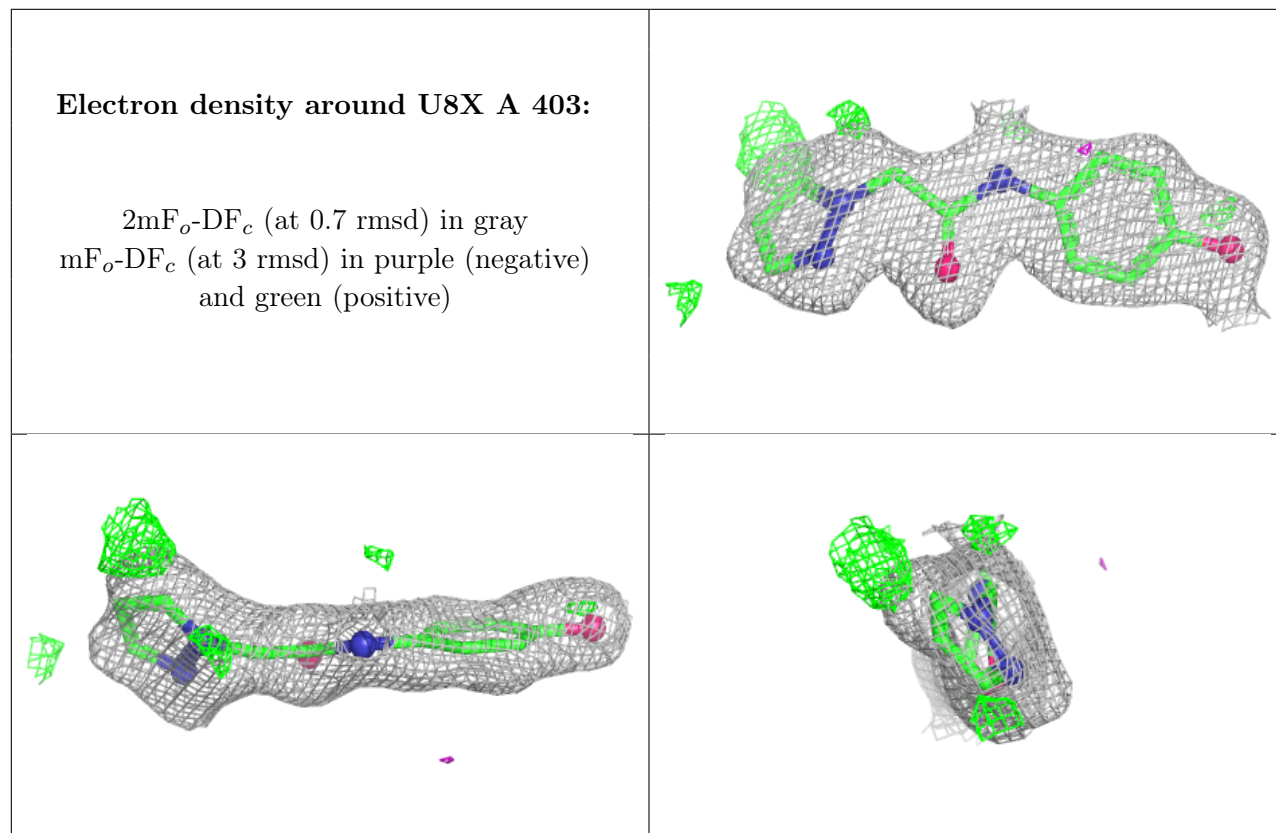 Electron density around U8X A 403:
2mFo-DFc (at 0.7 rmsd) in gray
mFo-DFc (at 3 rmsd) in purple (negative)
and green (positive)